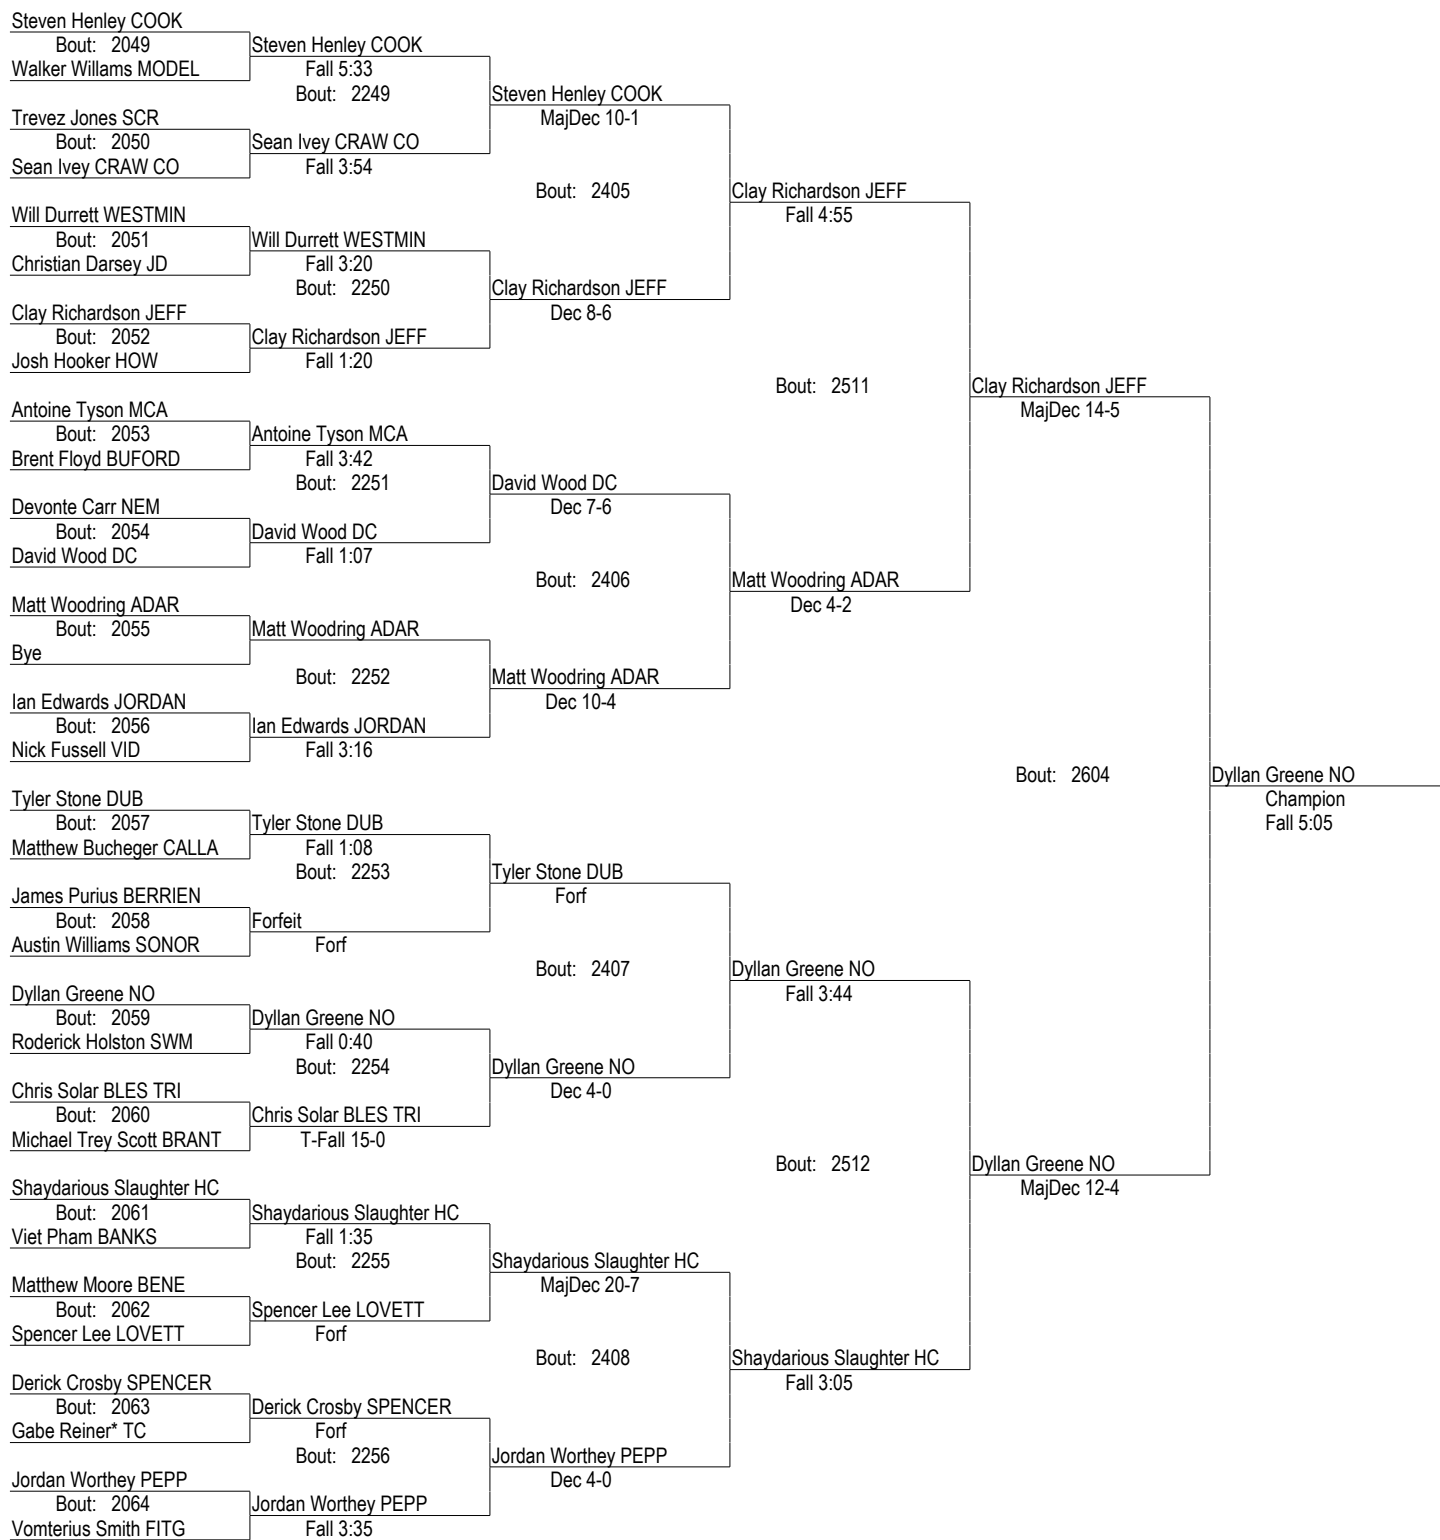 Steven Henley COOK
Bout: 2049
Walker Willams MODEL
Trevez Jones SCR
Bout: 2050
Sean Ivey CRAW CO
Will Durrett WESTMIN
Bout: 2051
Christian Darsey JD
Clay Richardson JEFF
Bout: 2052
Josh Hooker HOW
Antoine Tyson MCA
Bout: 2053
Brent Floyd BUFORD
Devonte Carr NEM
Bout: 2054
David Wood DC
Matt Woodring ADAR
Bout: 2055
Bye
Ian Edwards JORDAN
Bout: 2056
Nick Fussell VID
Tyler Stone DUB
Bout: 2057
Matthew Bucheger CALLA
James Purius BERRIEN
Bout: 2058
Austin Williams SONOR
Dyllan Greene NO
Bout: 2059
Roderick Holston SWM
Chris Solar BLES TRI
Bout: 2060
Michael Trey Scott BRANT
Shaydarious Slaughter HC
Bout: 2061
Viet Pham BANKS
Matthew Moore BENE
Bout: 2062
Spencer Lee LOVETT
Derick Crosby SPENCER
Bout: 2063
Gabe Reiner* TC
Jordan Worthey PEPP
Bout: 2064
Vomterius Smith FITG
Steven Henley COOK
Fall 5:33
Bout: 2249
Sean Ivey CRAW CO
Fall 3:54
Will Durrett WESTMIN
Fall 3:20
Bout: 2250
Clay Richardson JEFF
Fall 1:20
Antoine Tyson MCA
Fall 3:42
Bout: 2251
David Wood DC
Fall 1:07
Matt Woodring ADAR
Bout: 2252
Ian Edwards JORDAN
Fall 3:16
Tyler Stone DUB
Fall 1:08
Bout: 2253
Forfeit
Forf
Dyllan Greene NO
Fall 0:40
Bout: 2254
Chris Solar BLES TRI
T-Fall 15-0
Shaydarious Slaughter HC
Fall 1:35
Bout: 2255
Spencer Lee LOVETT
Forf
Derick Crosby SPENCER
Forf
Bout: 2256
Jordan Worthey PEPP
Fall 3:35
Steven Henley COOK
MajDec 10-1
Bout: 2405
Clay Richardson JEFF
Dec 8-6
David Wood DC
Dec 7-6
Bout: 2406
Matt Woodring ADAR
Dec 10-4
Tyler Stone DUB
Forf
Bout: 2407
Dyllan Greene NO
Dec 4-0
Shaydarious Slaughter HC
MajDec 20-7
Bout: 2408
Jordan Worthey PEPP
Dec 4-0
Clay Richardson JEFF
Fall 4:55
Bout: 2511
Matt Woodring ADAR
Dec 4-2
Dyllan Greene NO
Fall 3:44
Bout: 2512
Shaydarious Slaughter HC
Fall 3:05
Clay Richardson JEFF
MajDec 14-5
Bout: 2604
Dyllan Greene NO
MajDec 12-4
Dyllan Greene NO
Champion
Fall 5:05